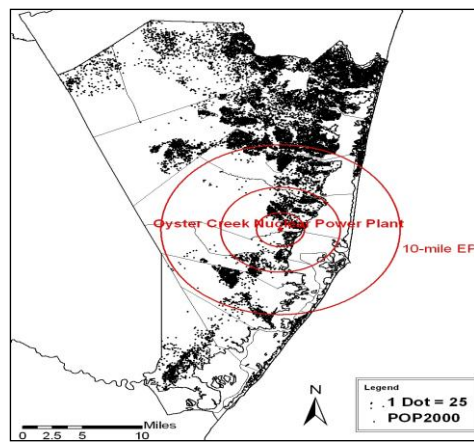 Oyster Creek Nuclear Power Plant
10-mile EP
N
Miles
0 2.5 5 10
Legend
1 Dot = 25
POP2000